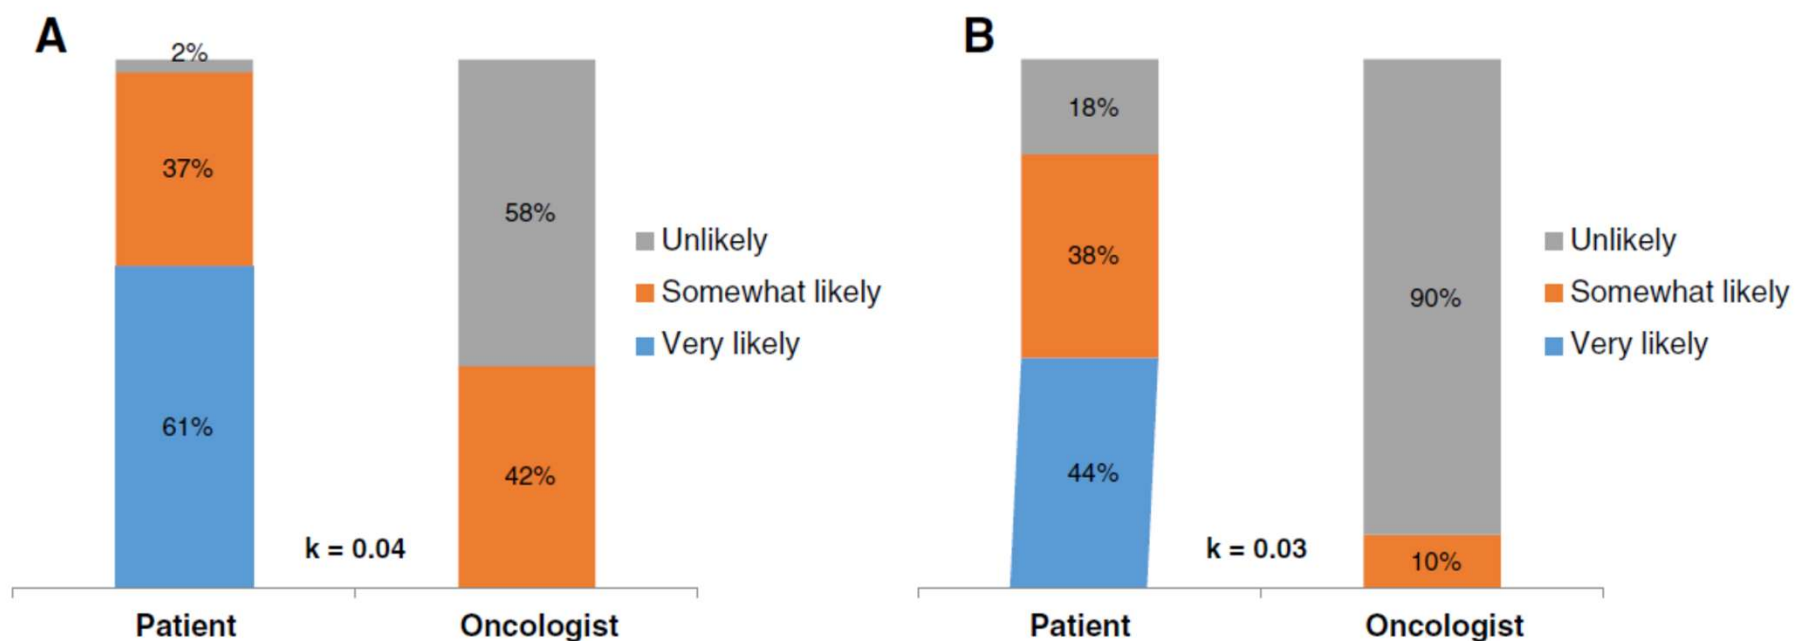 A
2%
37%
61%
58%
42%
k = 0.04
Patient
Oncologist
Unlikely
Somewhat likely
Very likely
B
18%
38%
44%
90%
10%
k = 0.03
Patient
Oncologist
Unlikely
Somewhat likely
Very likely